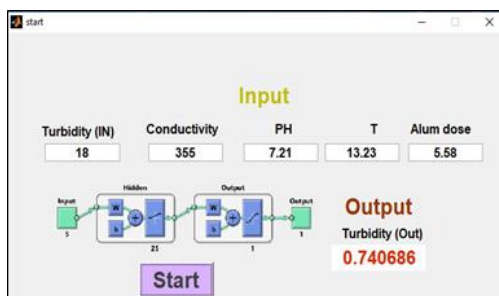 start
Input
Turbidity (IN) Conductivity PH T Alum dose
18 355 7.21 13.23 5.58
Hidden Output
Input Output
W W
b b
5 25 1 1
Output
Turbidity (Out)
0.740686
Start